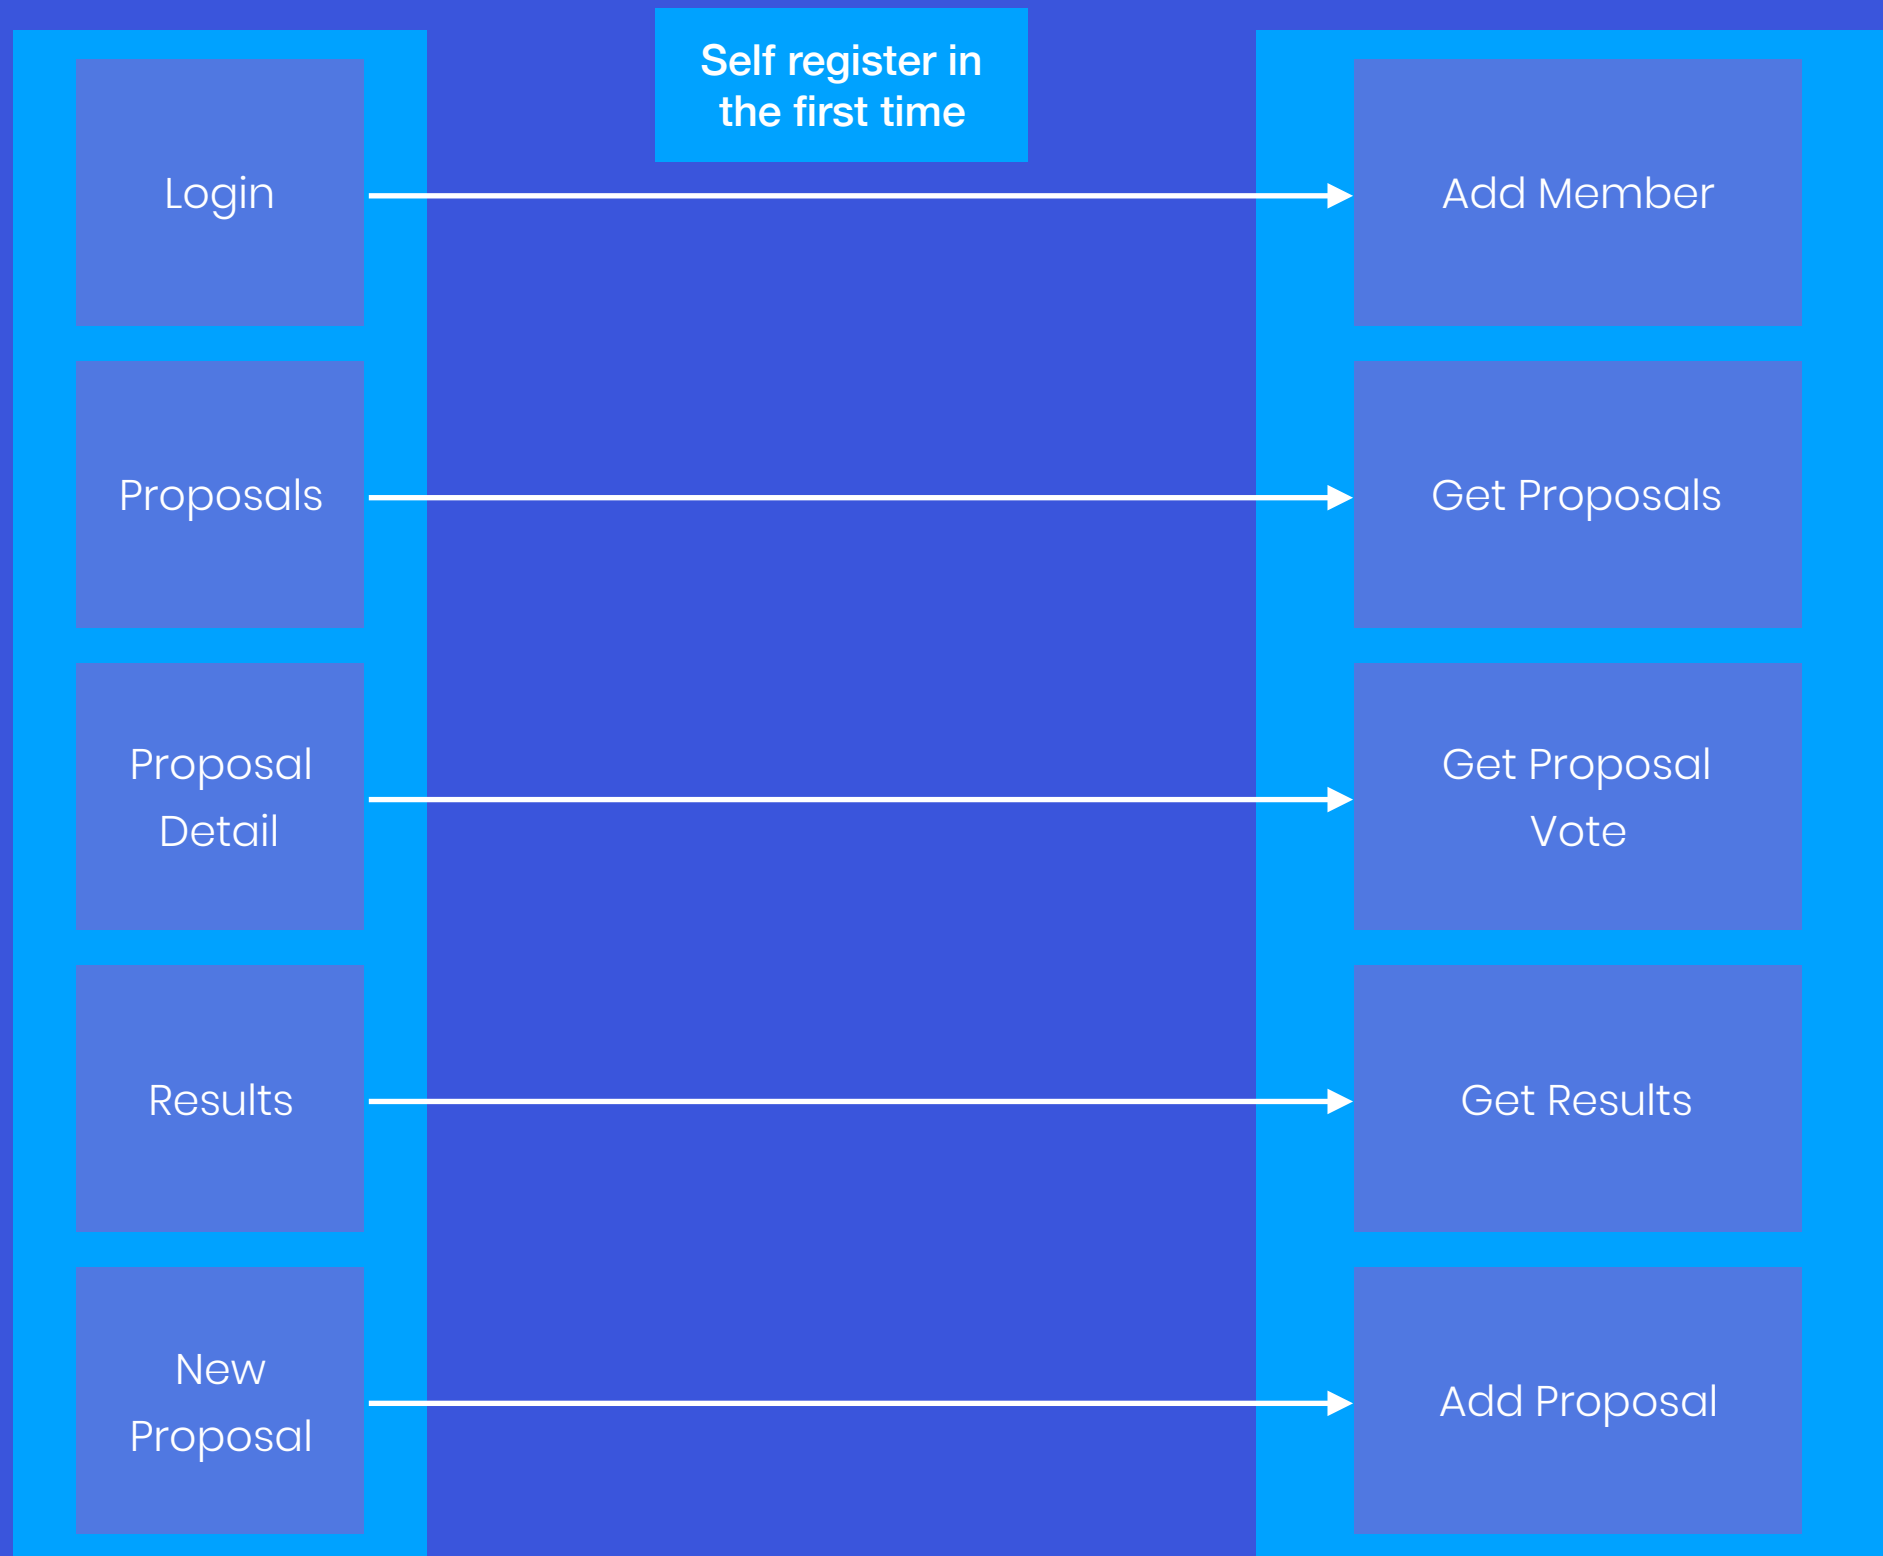 Self register in
the first time
Login
Add Member
Proposals
Get Proposals
Proposal
Detail
Get Proposal
Vote
Results
Get Results
New
Proposal
Add Proposal